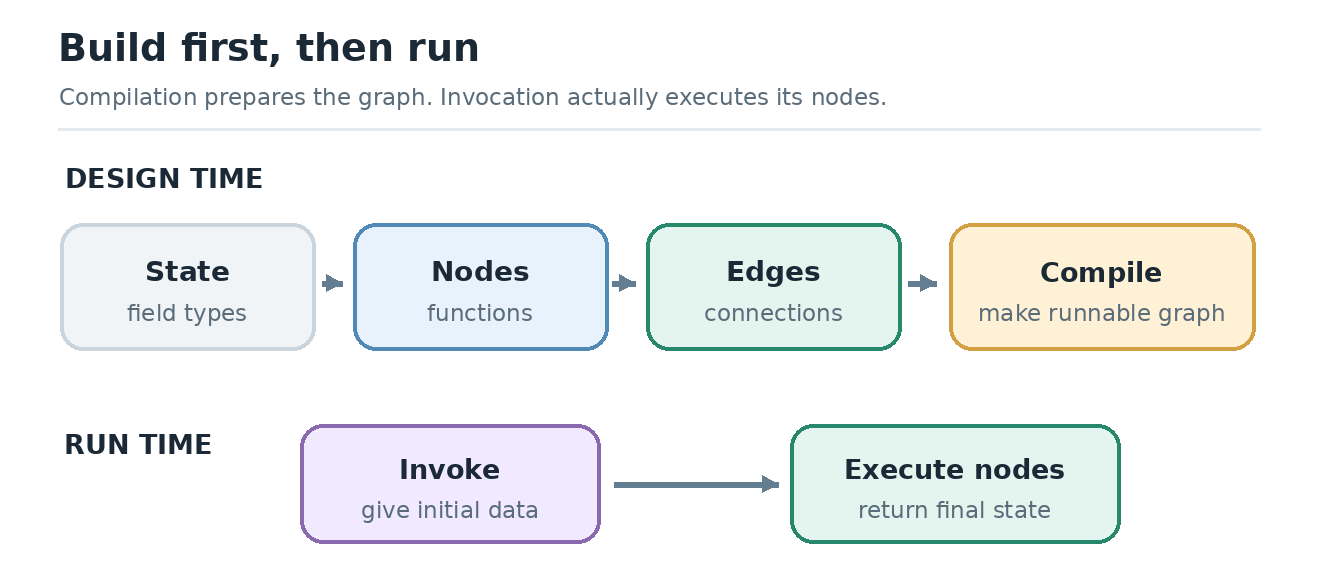 Build first, then run
Compilation prepares the graph. Invocation actually executes its nodes.
DESIGN TIME
State
field types
Nodes
functions
Edges
connections
Compile
make runnable graph
RUN TIME
Invoke
give initial data
Execute nodes
return final state